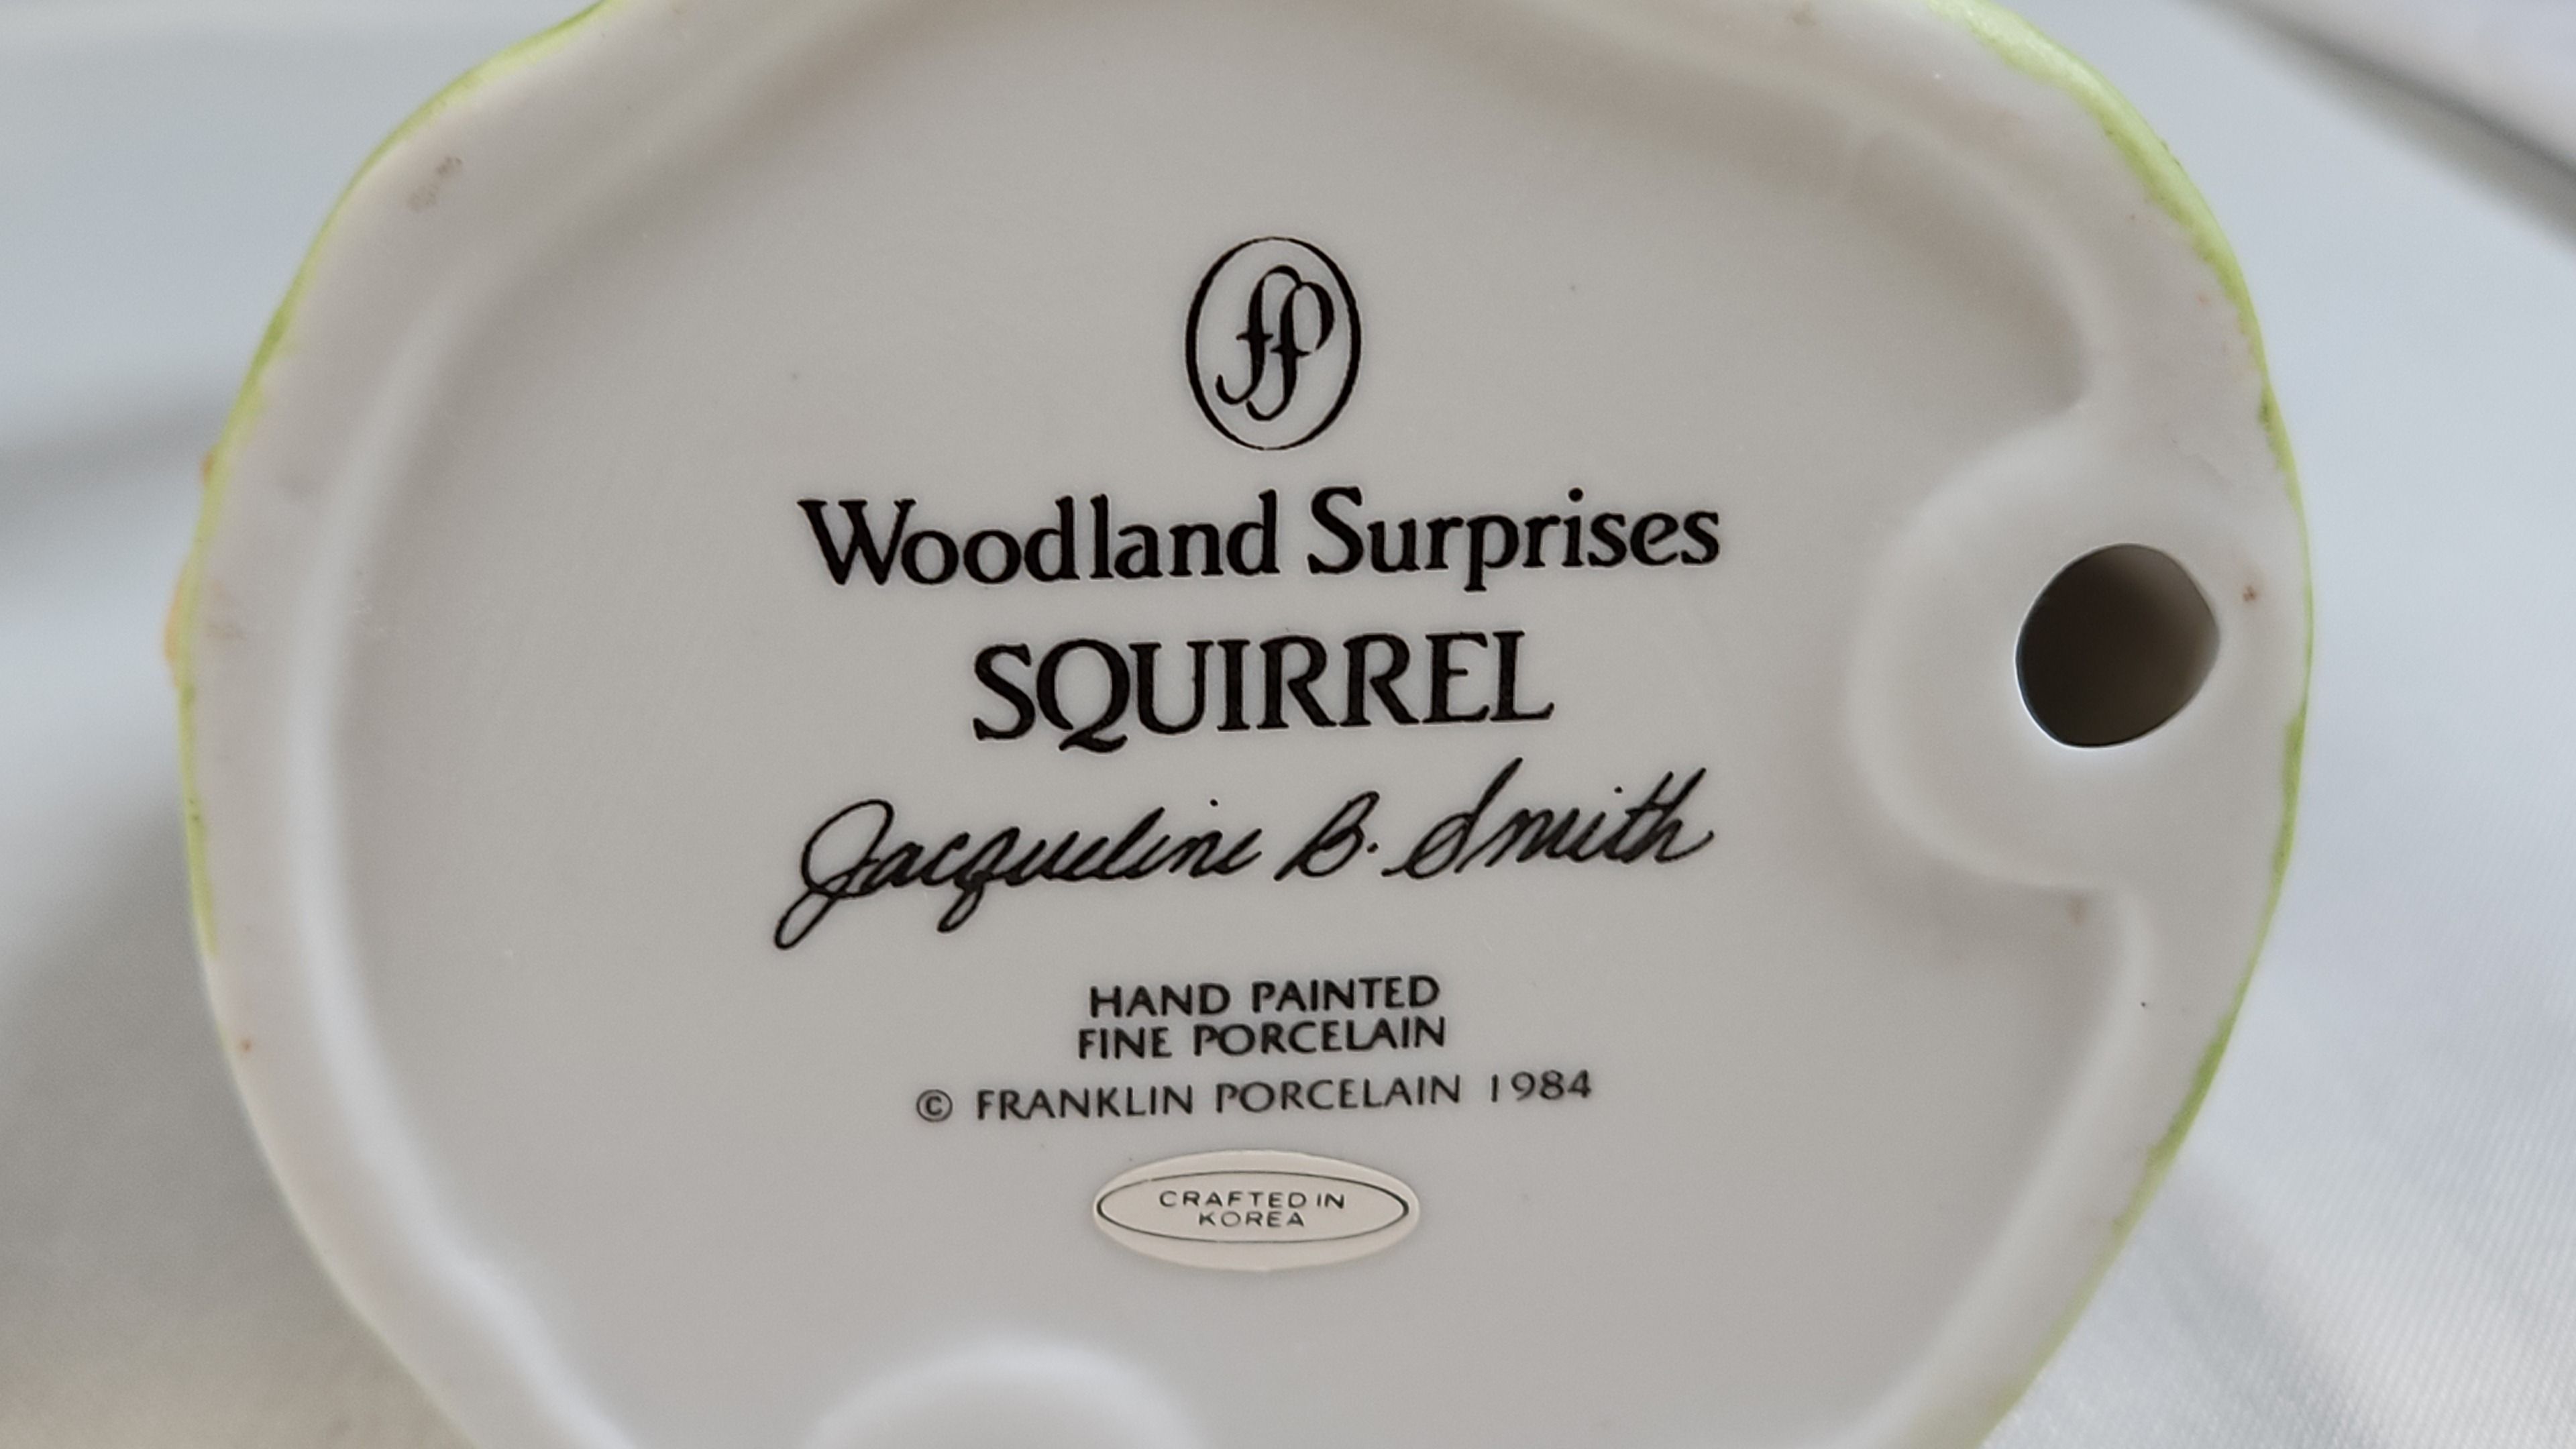 fp
Woodland Surprises
SQUIRREL
Jacqueline B. Smith
HAND PAINTED
FINE PORCELAIN
© FRANKLIN PORCELAIN 1984
CRAFTED IN
KOREA